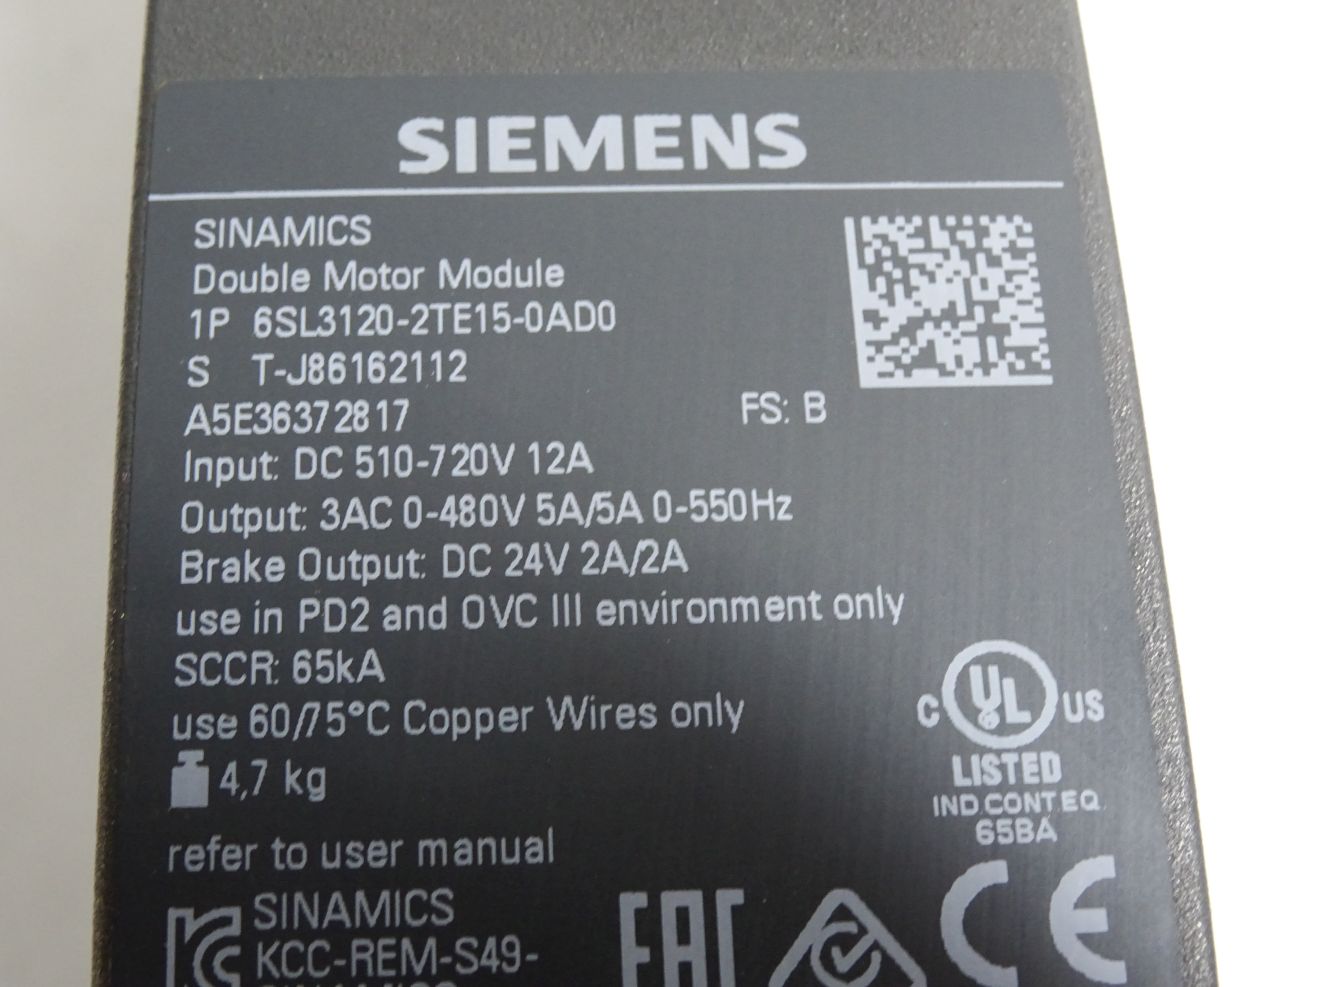 SIEMENS
SINAMICS
Double Motor Module
1P 6SL3120-2TE15-0AD0
S T-J86162112
A5E36372817 FS: B
Input: DC 510-720V 12A
Output: 3AC 0-480V 5A/5A 0-550Hz
Brake Output: DC 24V 2A/2A
use in PD2 and OVC III environment only
SCCR: 65kA
use 60/75°C Copper Wires only
C UL US
LISTED
IND.CONT.EQ.
65BA
4,7 kg
refer to user manual
SINAMICS
KCC-REM-S49-
EAC
CE